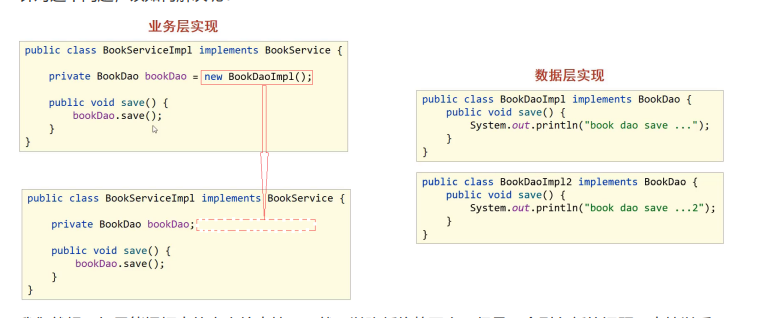 业务层实现
public class BookServiceImpl implements BookService {
private BookDao bookDao = new BookDaoImpl();
public void save() {
bookDao.save();
}
}
public class BookServiceImpl implements BookService {
private BookDao bookDao;
public void save() {
bookDao.save();
}
}
数据层实现
public class BookDaoImpl implements BookDao {
public void save() {
System.out.println("book dao save ...");
}
}
public class BookDaoImpl2 implements BookDao {
public void save() {
System.out.println("book dao save ...2");
}
}